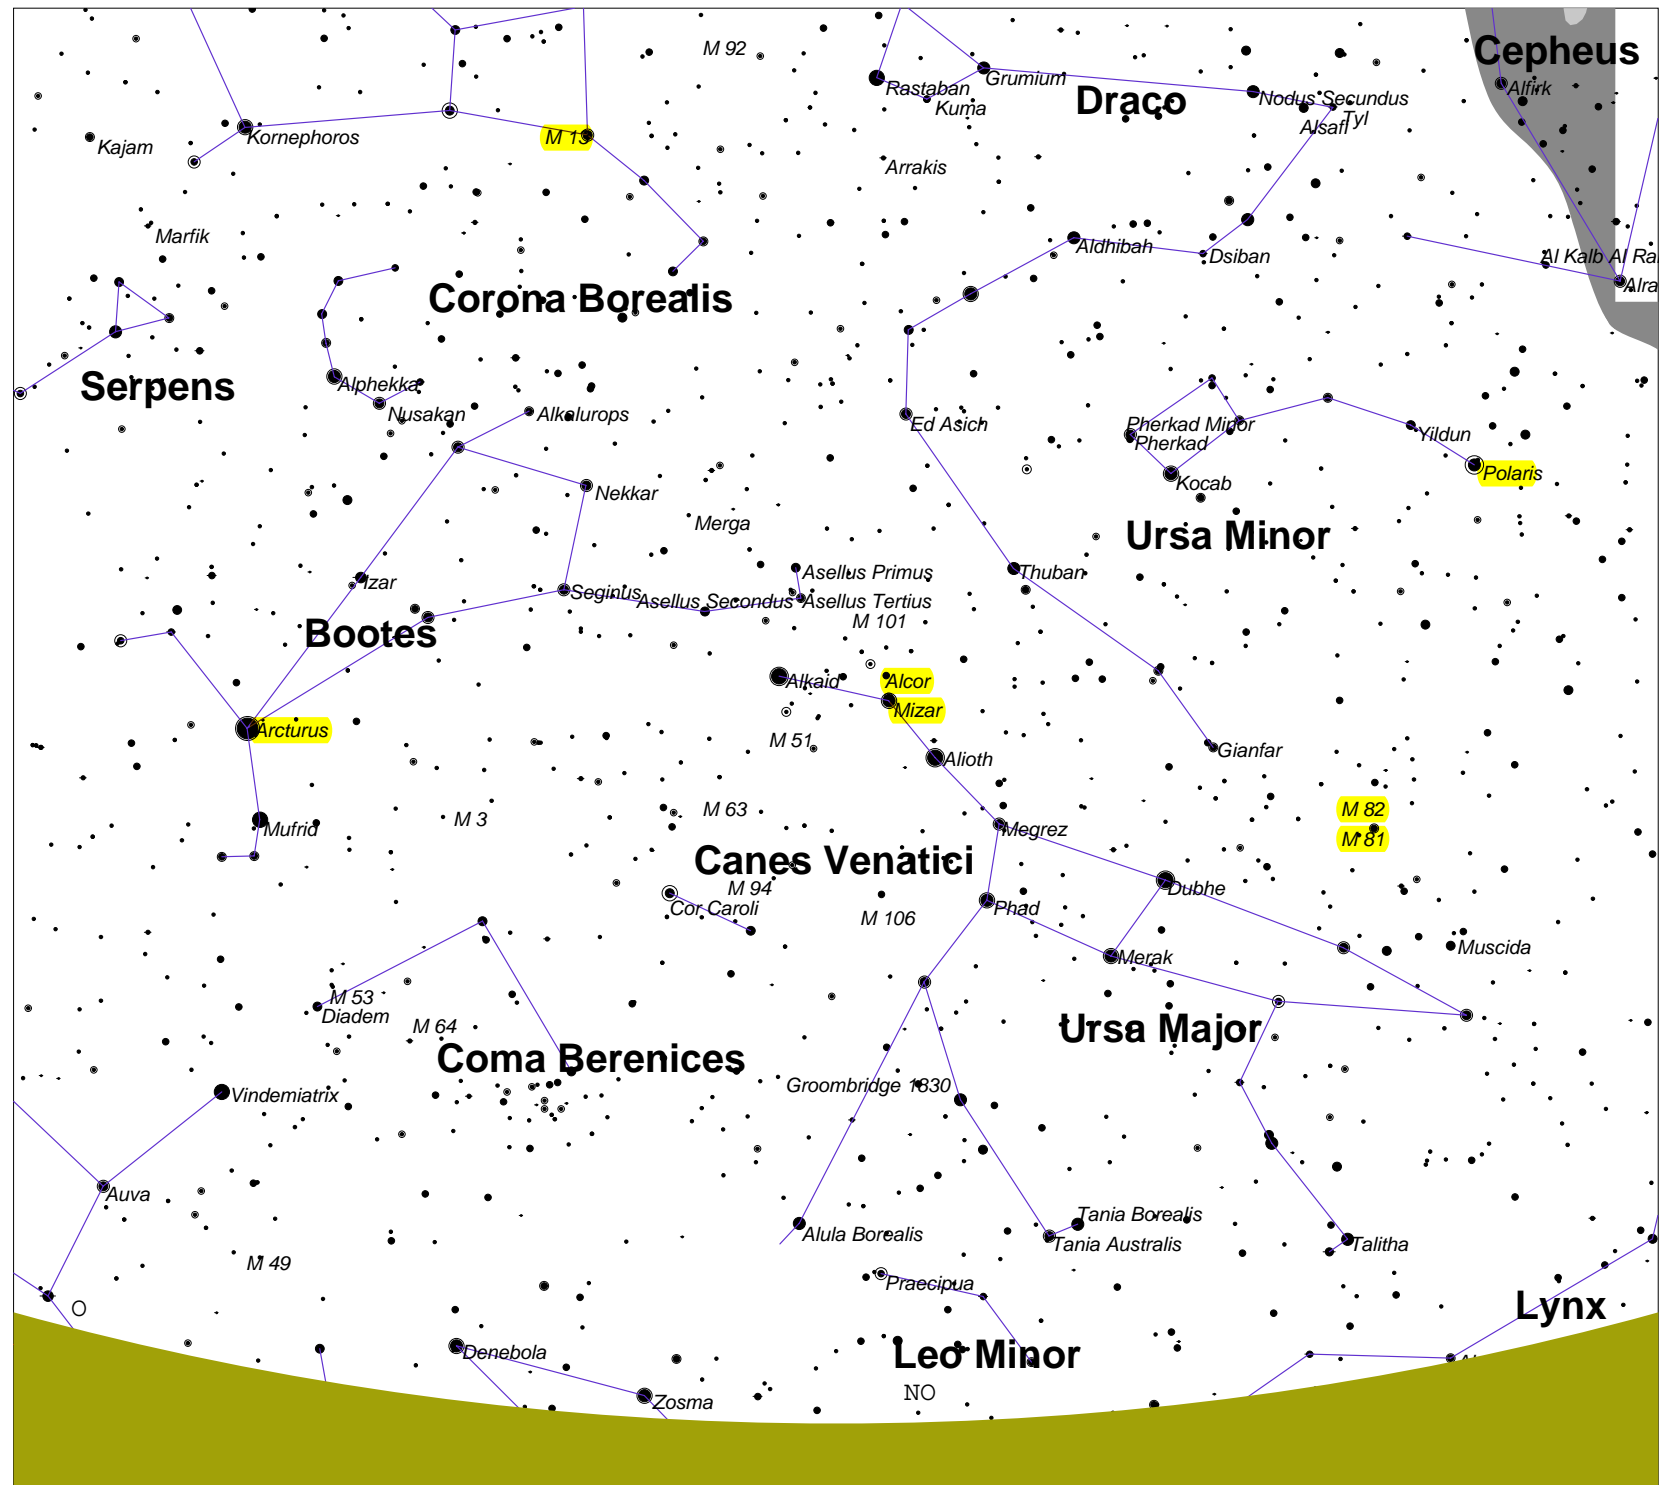 M 92
Cepheus
Grumium
Rastaban
Alfirk
Kuma
Draco
Nodus Secundus
Tyl
Alsafi
Kornephoros
M 13
Kajam
Arrakis
Marfik
Aldhibah
Dsiban
Al Kalb Al Ra
Alra
Corona Borealis
Serpens
Alphekka
Nusakan
Alkalurops
Ed Asich
Pherkad Minor
Pherkad
Yildun
Polaris
Kocab
Nekkar
Merga
Ursa Minor
Izar
Asellus Primus
Thuban
Seginus
Asellus Secondus
Asellus Tertius
M 101
Bootes
Alkaid
Alcor
Mizar
Arcturus
M 51
Alioth
Gianfar
M 82
M 81
M 63
M 3
Mufrid
Megrez
Canes Venatici
M 94
Cor Caroli
Dubhe
Phad
M 106
Merak
Muscida
M 53
Diadem
M 64
Ursa Major
Coma Berenices
Groombridge 1830
Vindemiatrix
Auva
Tania Borealis
Alula Borealis
Tania Australis
Talitha
M 49
Praecipua
O
Lynx
Denebola
Leo Minor
NO
Zosma